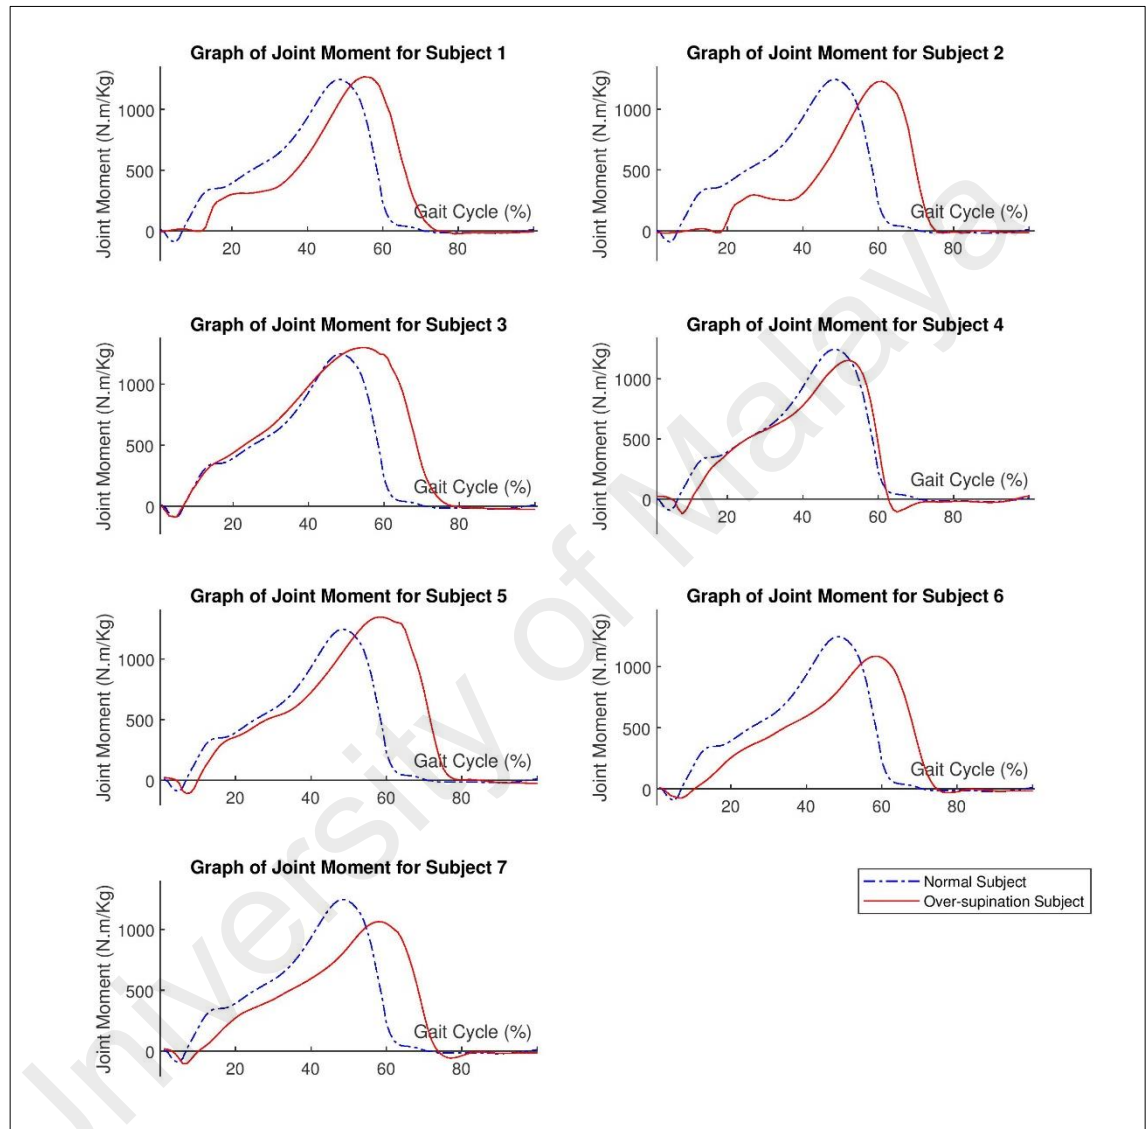 Graph of Joint Moment for Subject 1
Joint Moment (N.m/Kg)
1000
500
0
Gait Cycle (%)
20 40 60 80
Graph of Joint Moment for Subject 2
Joint Moment (N.m/Kg)
1000
500
0
Gait Cycle (%)
20 40 60 80
Graph of Joint Moment for Subject 3
Joint Moment (N.m/Kg)
1000
500
0
Gait Cycle (%)
20 40 60 80
Graph of Joint Moment for Subject 4
Joint Moment (N.m/Kg)
1000
500
0
Gait Cycle (%)
20 40 60 80
Graph of Joint Moment for Subject 5
Joint Moment (N.m/Kg)
1000
500
0
Gait Cycle (%)
20 40 60 80
Graph of Joint Moment for Subject 6
Joint Moment (N.m/Kg)
1000
500
0
Gait Cycle (%)
20 40 60 80
Graph of Joint Moment for Subject 7
Joint Moment (N.m/Kg)
1000
500
0
Gait Cycle (%)
20 40 60 80
Normal Subject
Over-supination Subject
University of Malaya